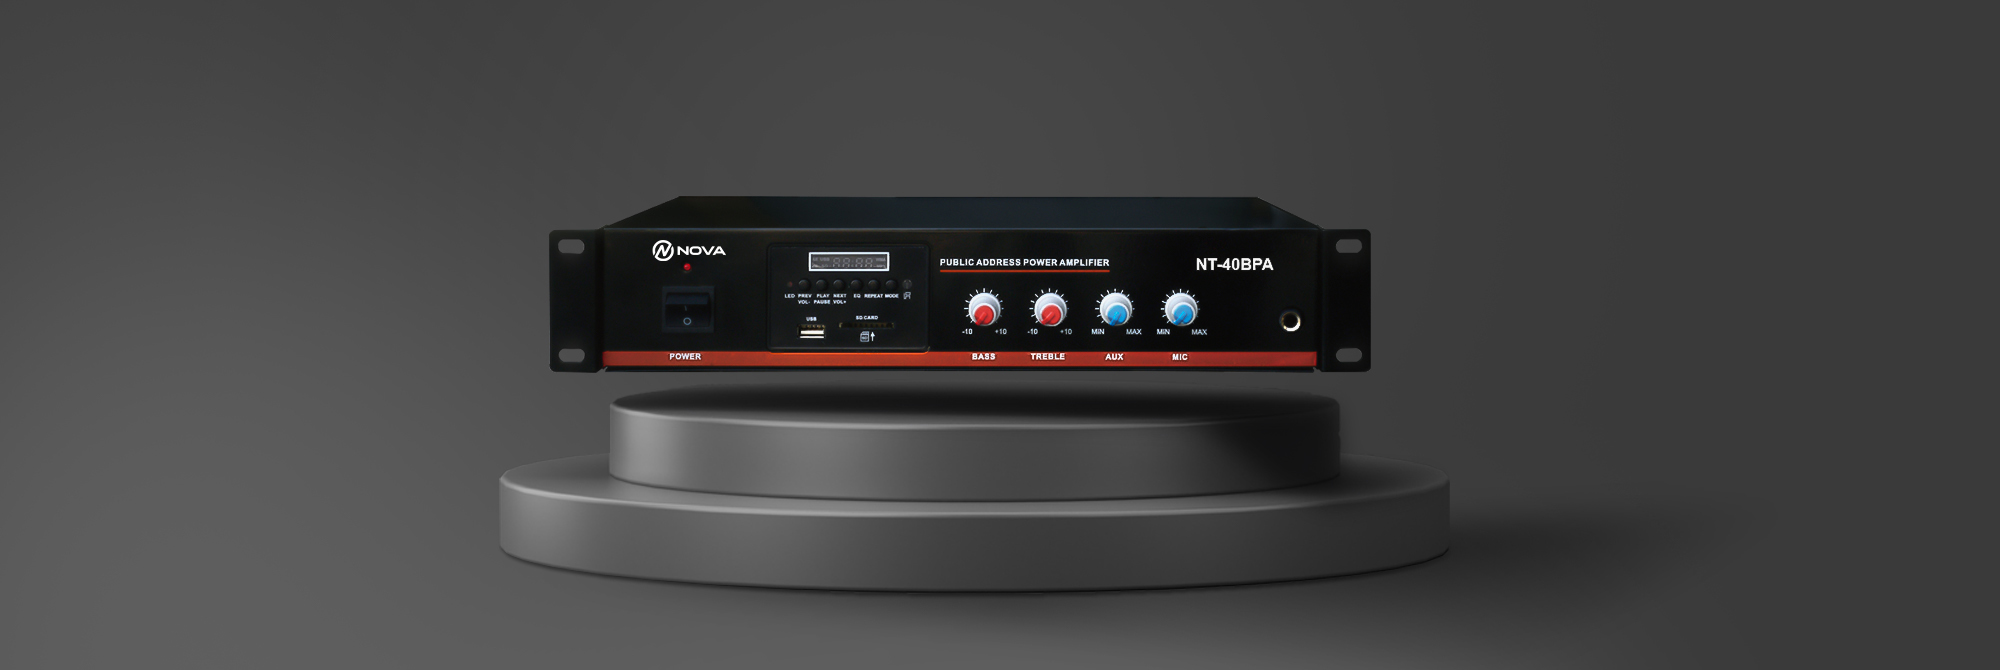 NOVA
PUBLIC ADDRESS POWER AMPLIFIER
NT-40BPA
LED PREV PLAY NEXT EQ REPEAT MODE
VOL- PAUSE VOL+
USB
SD.CARD
-10 +10 -10 +10 MIN MAX MIN MAX
POWER
BASS TREBLE AUX MIC